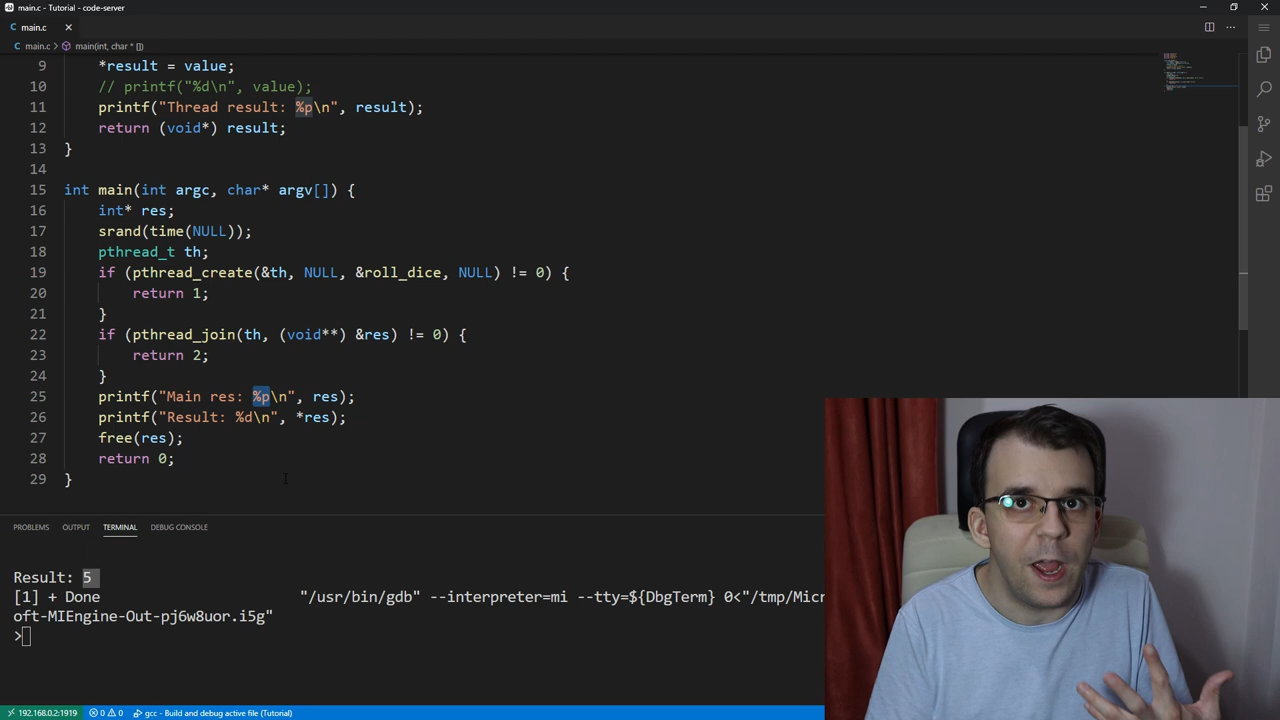 main.c - Tutorial - code-server
main.c
main.c > main(int, char * [])
9 *result = value;
10 // printf("%d\n", value);
11 printf("Thread result: %p\n", result);
12 return (void*) result;
13 }
14
15 int main(int argc, char* argv[]) {
16 int* res;
17 srand(time(NULL));
18 pthread_t th;
19 if (pthread_create(&th, NULL, &roll_dice, NULL) != 0) {
20 return 1;
21 }
22 if (pthread_join(th, (void**) &res) != 0) {
23 return 2;
24 }
25 printf("Main res: %p\n", res);
26 printf("Result: %d\n", *res);
27 free(res);
28 return 0;
29 }
PROBLEMS OUTPUT TERMINAL DEBUG CONSOLE
Result: 5
[1] + Done "/usr/bin/gdb" --interpreter=mi --tty=${DbgTerm} 0<"/tmp/Micr
oft-MIEngine-Out-pj6w8uor.i5g"
>
192.168.0.2:1919 0 0 gcc - Build and debug active file (Tutorial)